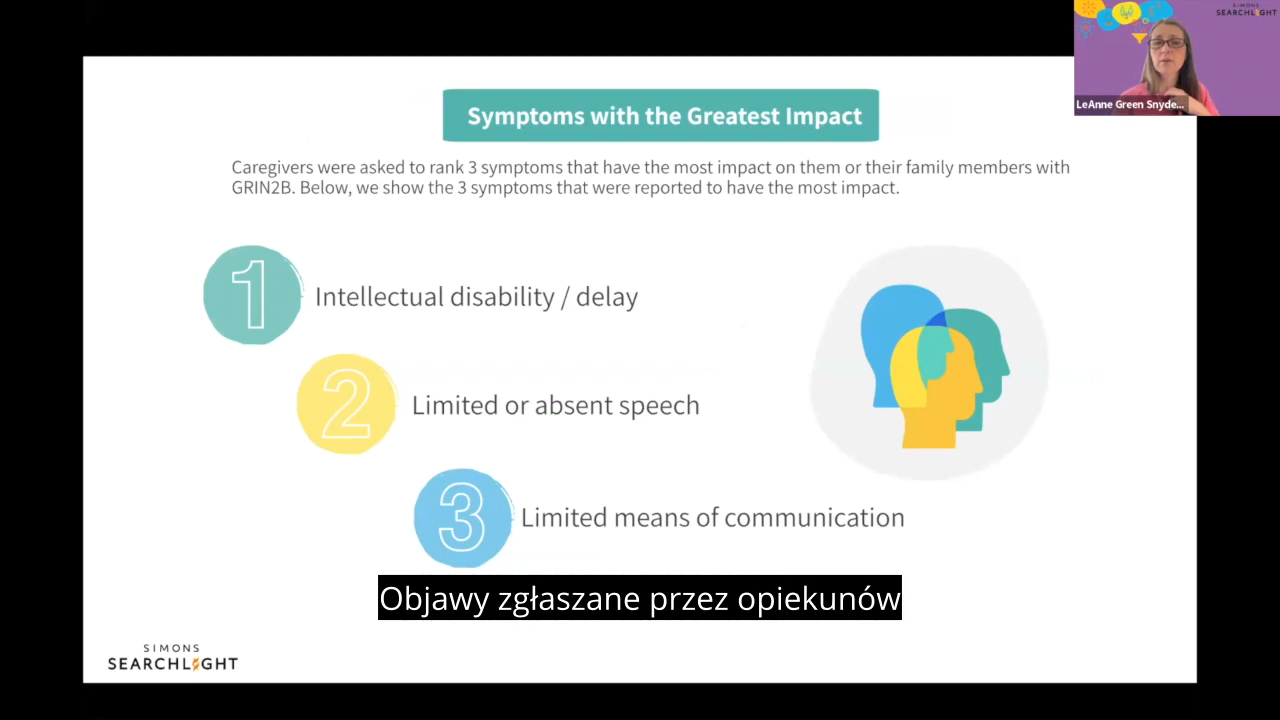 SIMONS
SEARCHLIGHT
LeAnne Green Snyde...
Symptoms with the Greatest Impact
Caregivers were asked to rank 3 symptoms that have the most impact on them or their family members with
GRIN2B. Below, we show the 3 symptoms that were reported to have the most impact.
1
Intellectual disability / delay
2
Limited or absent speech
3
Limited means of communication
Objawy zgłaszane przez opiekunów
SIMONS
SEARCHLIGHT